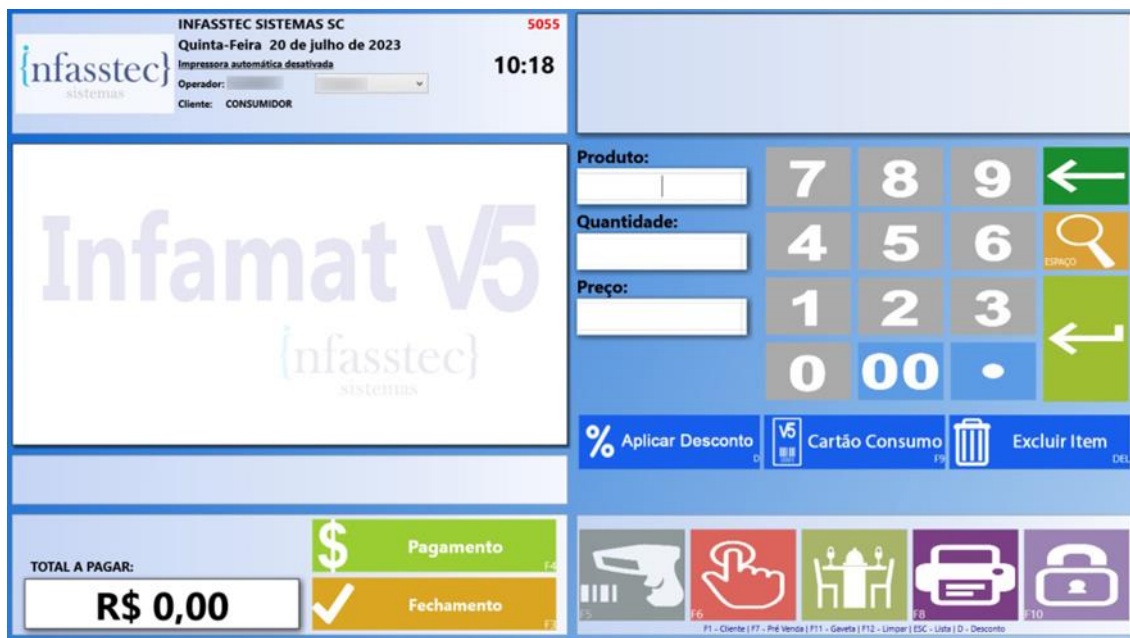 {nfasstec}
sistemas
INFASSTEC SISTEMAS SC
5055
Quinta-Feira 20 de julho de 2023
Impressora automática desativada
10:18
Operador:
Cliente: CONSUMIDOR
Infamat V5
{nfasstec}
sistemas
Produto:
Quantidade:
Preço:
7 8 9
4 5 6
ESPAÇO
1 2 3
0 00 .
% Aplicar Desconto
D
V5
Cartão Consumo
F9
Excluir Item
DEL
TOTAL A PAGAR:
R$ 0,00
$ Pagamento
F4
Fechamento
F5
F6
F8
F10
F1 - Cliente | F7 - Pré Venda | F11 - Gaveta | F12 - Limpar | ESC - Lista | D - Desconto